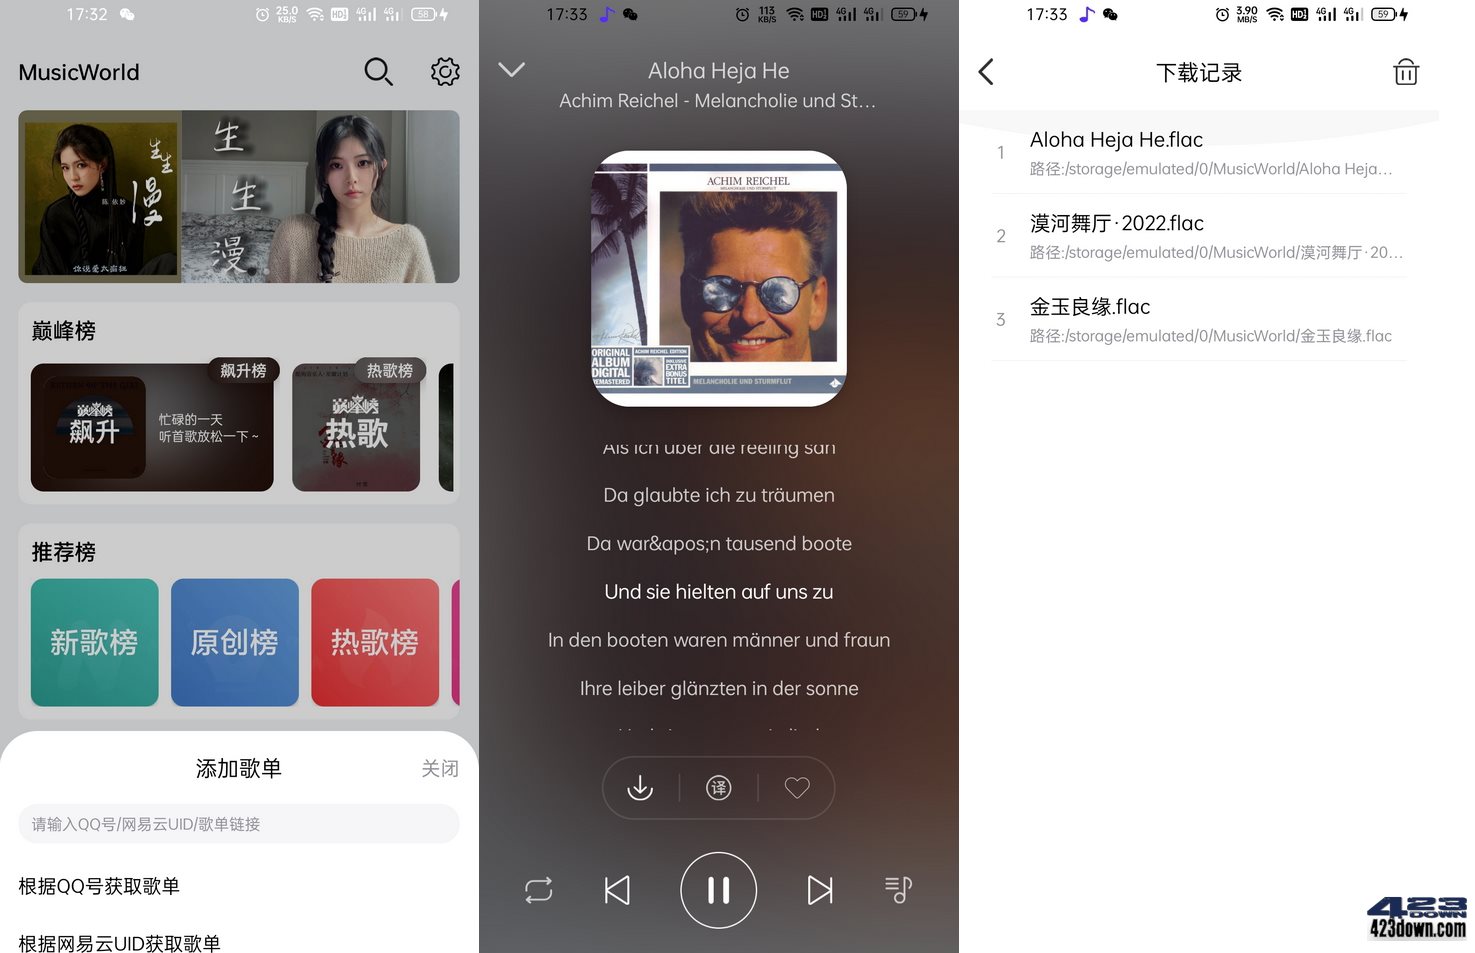 17:32
25.0
KB/S
HD
4G
4G
58
MusicWorld
生生漫
陈依妙
你说爱太窟窿
生
生
漫
巅峰榜
飙升榜
巅峰榜
飙升
忙碌的一天
听首歌放松一下～
热歌榜
巅峰榜
热歌
推荐榜
新歌榜
原创榜
热歌榜
添加歌单
关闭
请输入QQ号/网易云UID/歌单链接
根据QQ号获取歌单
根据网易云UID获取歌单
17:33
113
KB/S
HD
4G
4G
59
Aloha Heja He
Achim Reichel - Melancholie und St...
ACHIM REICHEL
MELANCHOLIE UND STURMFLUT
ORIGINAL
ALBUM
DIGITAL
REMASTERED
ACHIM REICHEL EDITION
INKLUSIVE
EXTRA
BONUS
TITEL
MELANCHOLIE UND STURMFLUT
Als ich über die reeling sah
Da glaubte ich zu träumen
Da war&apos;n tausend boote
Und sie hielten auf uns zu
In den booten waren männer und fraun
Ihre leiber glänzten in der sonne
译
17:33
3.90
MB/S
HD
4G
4G
59
下载记录
1
Aloha Heja He.flac
路径:/storage/emulated/0/MusicWorld/Aloha Heja...
2
漠河舞厅·2022.flac
路径:/storage/emulated/0/MusicWorld/漠河舞厅·20...
3
金玉良缘.flac
路径:/storage/emulated/0/MusicWorld/金玉良缘.flac
423
DOWN
423down.com